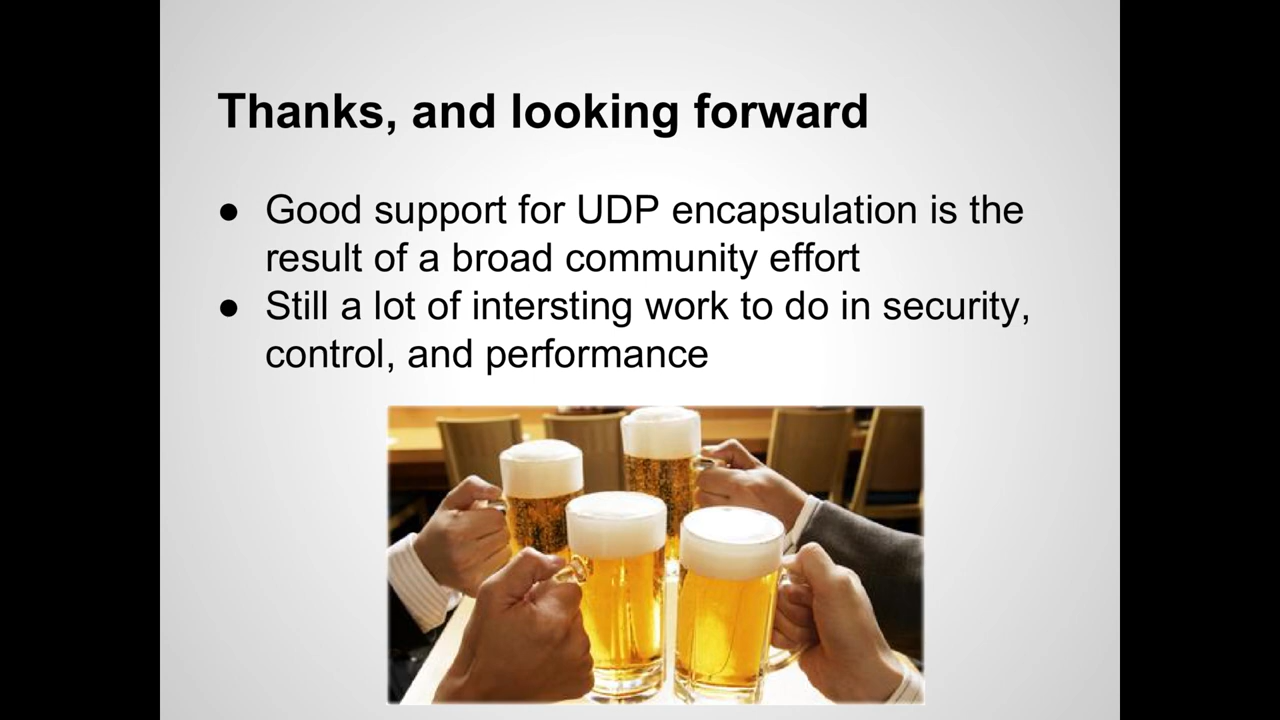 Thanks, and looking forward
● Good support for UDP encapsulation is the
result of a broad community effort
● Still a lot of intersting work to do in security,
control, and performance